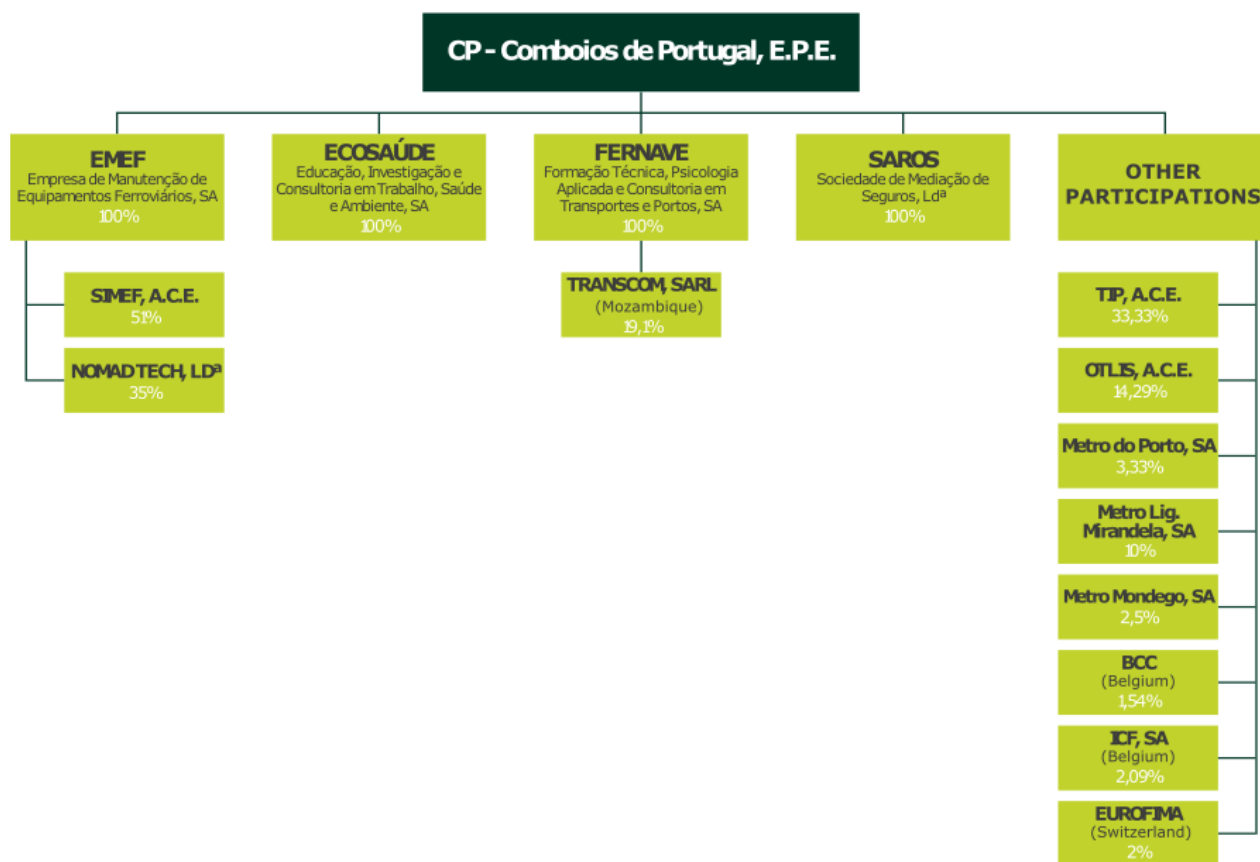 CP - Comboios de Portugal, E.P.E.
EMEF
Empresa de Manutenção de
Equipamentos Ferroviários, SA
100%
ECOSAÚDE
Educação, Investigação e
Consultoria em Trabalho, Saúde
e Ambiente, SA
100%
FERNAVE
Formação Técnica, Psicologia
Aplicada e Consultoria em
Transportes e Portos, SA
100%
SAROS
Sociedade de Mediação de
Seguros, Ldª
100%
OTHER
PARTICIPATIONS
SIMEF, A.C.E.
51%
NOMAD TECH, LDª
35%
TRANSCOM, SARL
(Mozambique)
19,1%
TIP, A.C.E.
33,33%
OTLIS, A.C.E.
14,29%
Metro do Porto, SA
3,33%
Metro Lig.
Mirandela, SA
10%
Metro Mondego, SA
2,5%
BCC
(Belgium)
1,54%
ICF, SA
(Belgium)
2,09%
EUROFIMA
(Switzerland)
2%